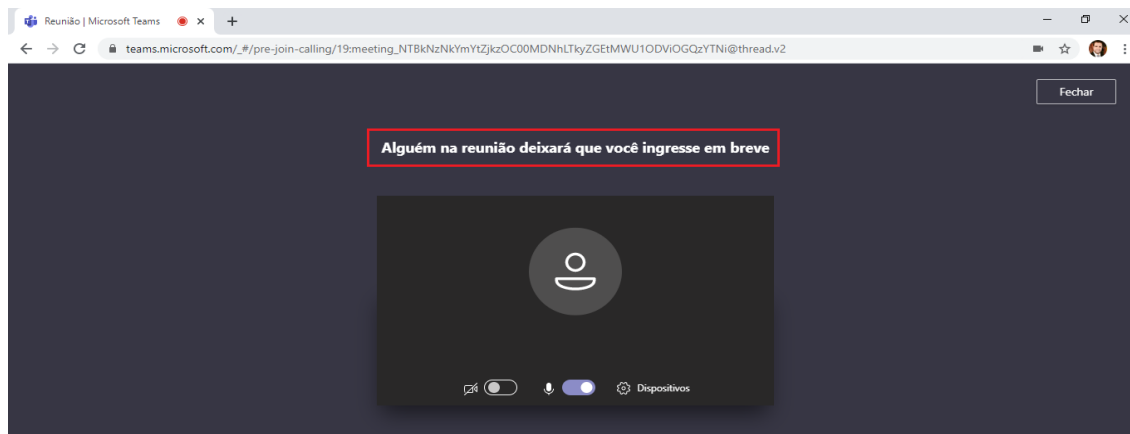 Reunião | Microsoft Teams
teams.microsoft.com/_#/pre-join-calling/19:meeting_NTBkNzNkYmYtZjkzOC00MDNhLTkyZGEtMWU1ODViOGQzYTNi@thread.v2
Fechar
Alguém na reunião deixará que você ingresse em breve
Dispositivos